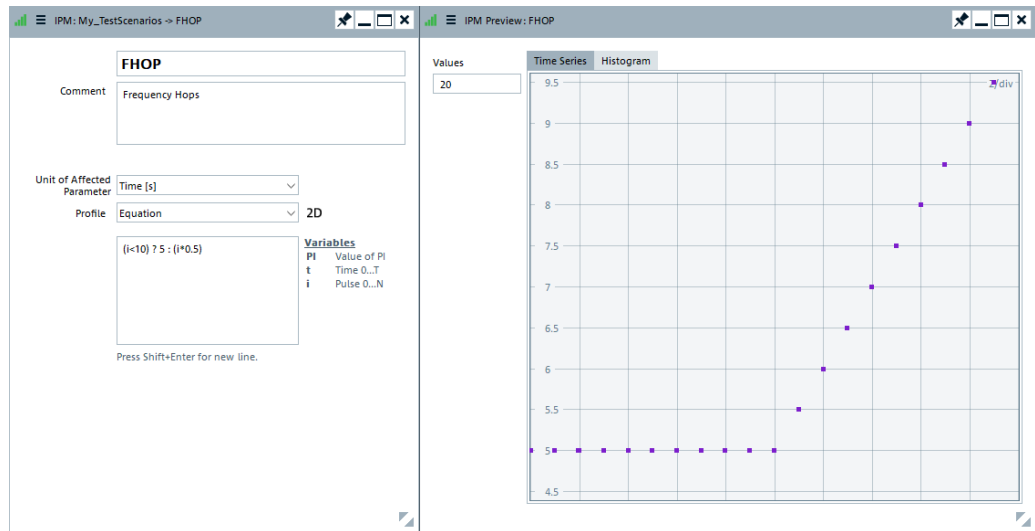 IPM: My_TestScenarios -> FHOP
FHOP
Comment
Frequency Hops
Unit of Affected
Parameter
Time [s]
Profile
Equation
2D
(i<10) ? 5 : (i*0.5)
Variables
PI Value of PI
t Time 0...T
i Pulse 0...N
Press Shift+Enter for new line.
IPM Preview: FHOP
Values
20
Time Series
Histogram
2/div
9.5
9
8.5
8
7.5
7
6.5
6
5.5
5
4.5